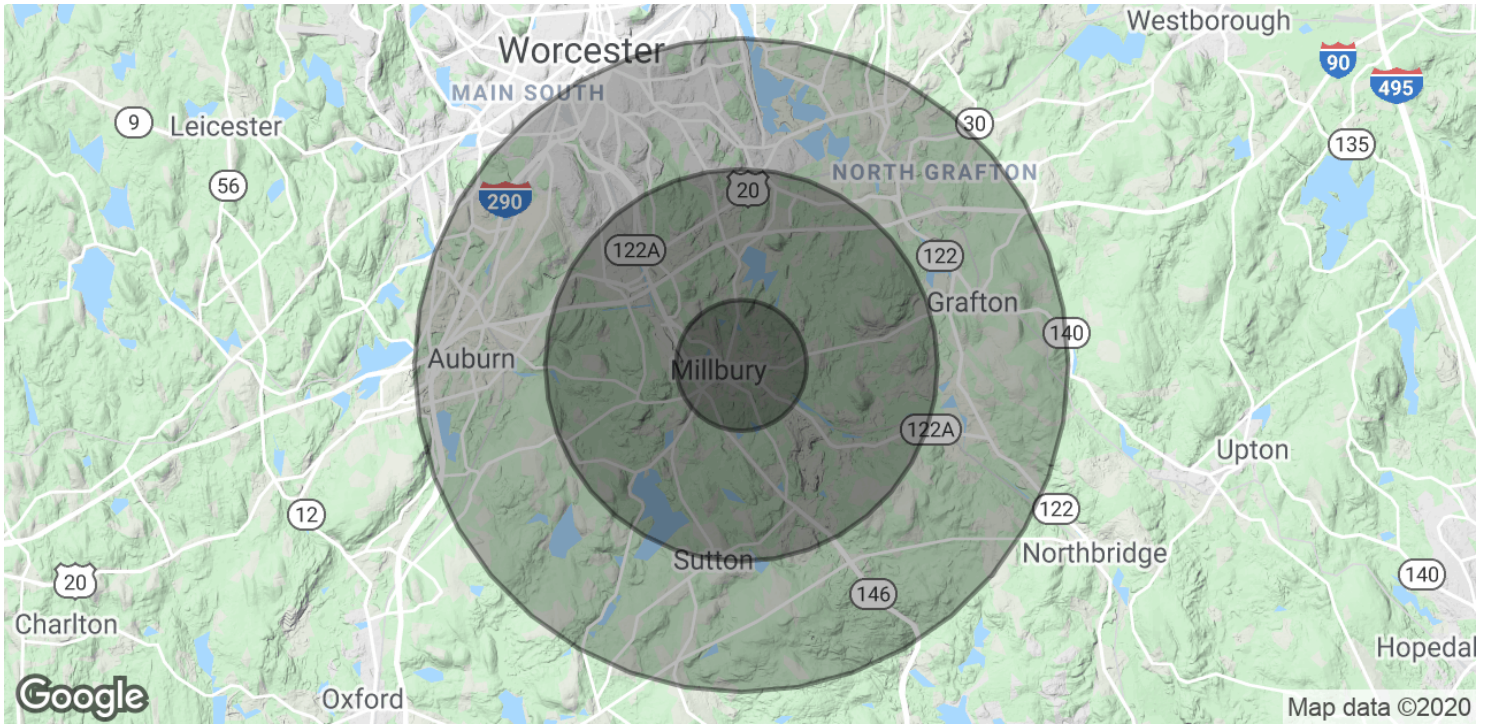 Westborough
Worcester
90
495
MAIN SOUTH
9
Leicester
30
135
NORTH GRAFTON
56
20
290
122A
122
Grafton
140
Auburn
Millbury
122A
Upton
12
122
Northbridge
Sutton
20
140
146
Charlton
Hopedal
Oxford
Google
Map data ©2020